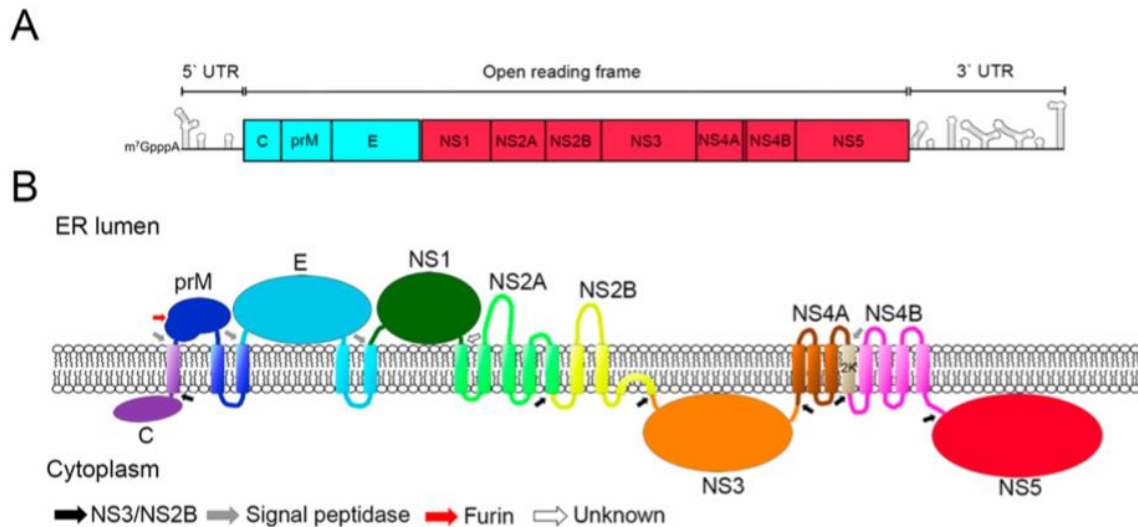 A
5` UTR Open reading frame 3` UTR
m⁷GpppA C prM E NS1 NS2A NS2B NS3 NS4A NS4B NS5
B
ER lumen
prM E NS1 NS2A NS2B NS4A NS4B
2K
C NS3 NS5
Cytoplasm
NS3/NS2B Signal peptidase Furin Unknown